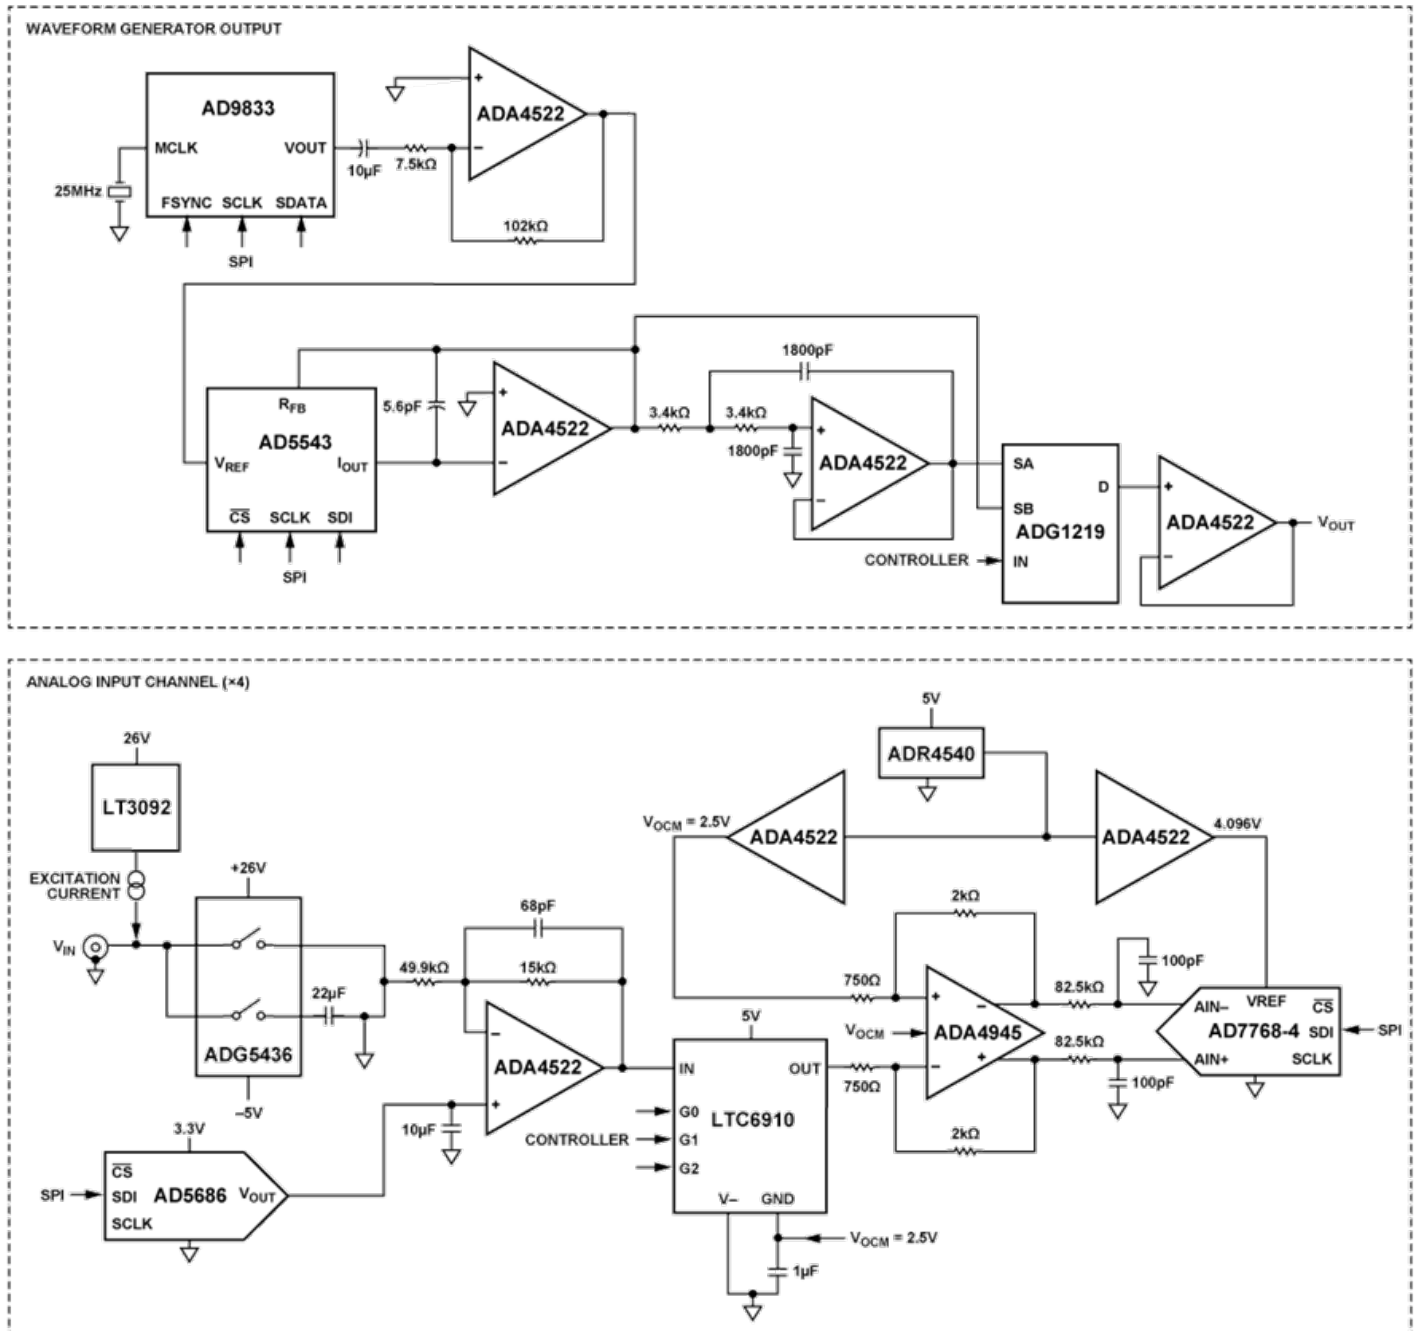 WAVEFORM GENERATOR OUTPUT
AD9833
MCLK
VOUT
25MHz
FSYNC SCLK SDATA
SPI
10µF
7.5kΩ
+
ADA4522
–
102kΩ
RFB
AD5543
VREF
IOUT
CS SCLK SDI
SPI
5.6pF
+
ADA4522
–
3.4kΩ
3.4kΩ
1800pF
1800pF
+
ADA4522
–
SA
D
SB
ADG1219
CONTROLLER
IN
+
ADA4522
–
VOUT
ANALOG INPUT CHANNEL (×4)
26V
LT3092
EXCITATION
CURRENT
VIN
+26V
22µF
ADG5436
–5V
49.9kΩ
68pF
15kΩ
–
ADA4522
+
10µF
3.3V
SPI
CS
SDI
SCLK
AD5686
VOUT
5V
IN
OUT
LTC6910
CONTROLLER
G0
G1
G2
V–
GND
VOCM = 2.5V
1µF
5V
ADR4540
VOCM = 2.5V
ADA4522
ADA4522
4.096V
2kΩ
750Ω
+
–
VOCM
ADA4945
+
–
750Ω
2kΩ
82.5kΩ
100pF
82.5kΩ
100pF
AIN–
VREF
CS
AD7768-4
SDI
SPI
AIN+
SCLK